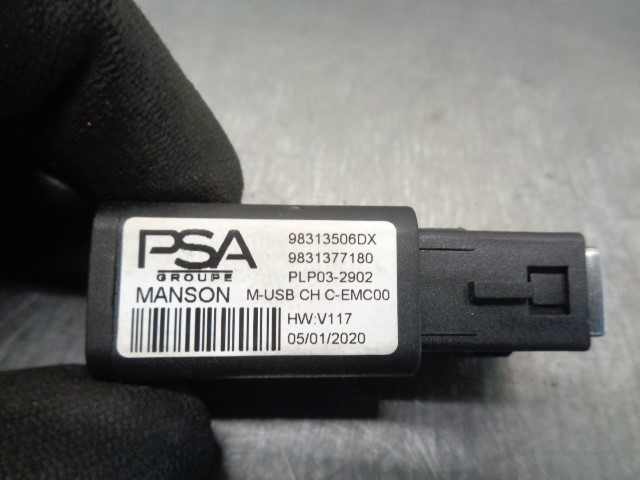 PSA
GROUPE
98313506DX
9831377180
PLP03-2902
MANSON M-USB CH C-EMC00
HW:V117
05/01/2020